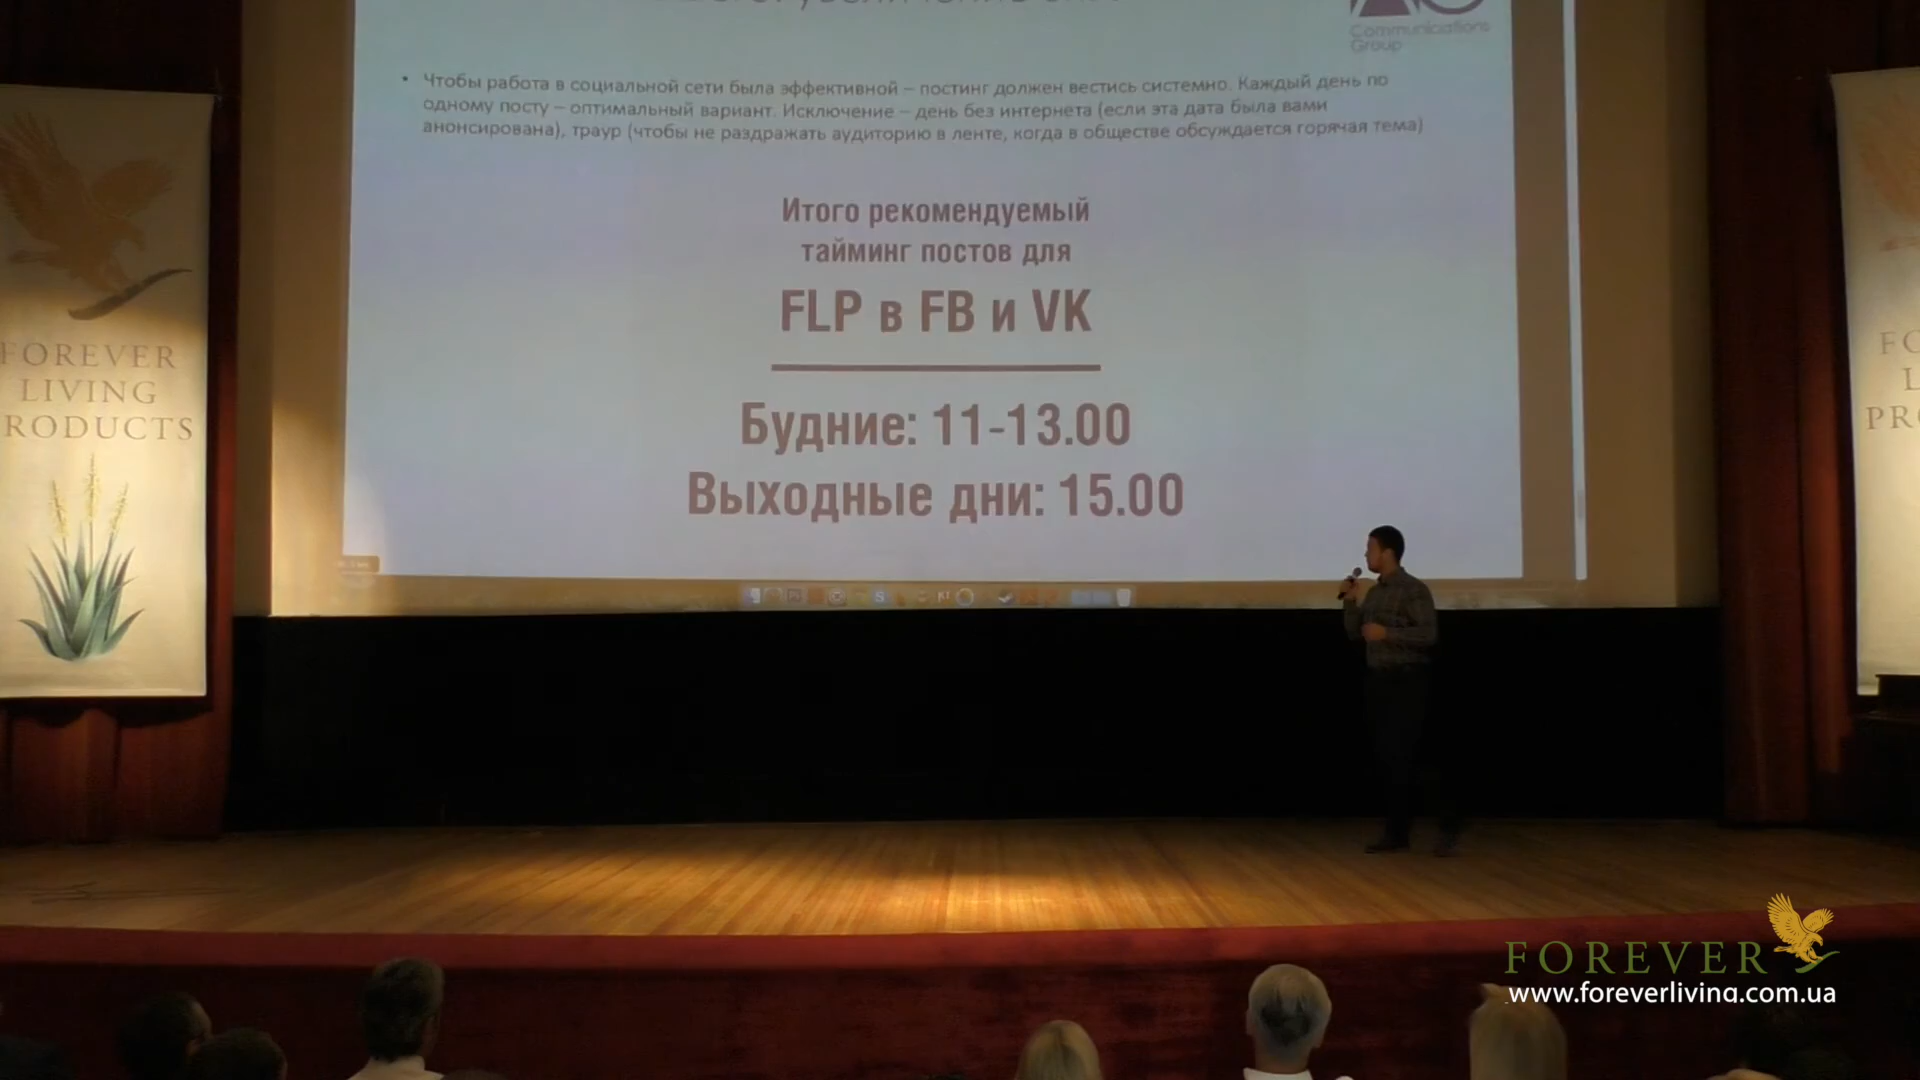 Communications
Group
• Чтобы работа в социальной сети была эффективной – постинг должен вестись системно. Каждый день по
одному посту – оптимальный вариант. Исключение – день без интернета (если эта дата была вами
анонсирована), траур (чтобы не раздражать аудиторию в ленте, когда в обществе обсуждается горячая тема)
Итого рекомендуемый
тайминг постов для
FLP в FB и VK
Будние: 11-13.00
Выходные дни: 15.00
FOREVER
LIVING
RODUCTS
FO
L
PRO
FOREVER
www.foreverliving.com.ua